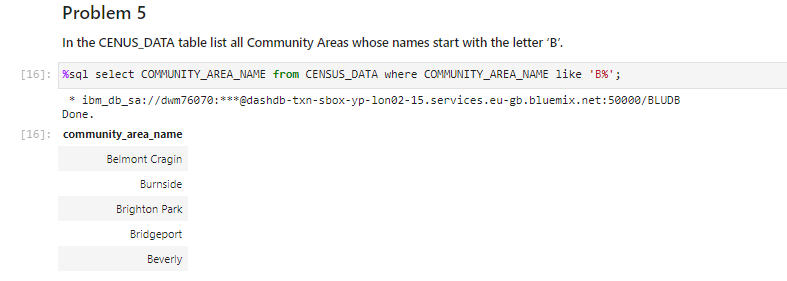 Problem 5
In the CENUS_DATA table list all Community Areas whose names start with the letter ‘B’.
[16]: %sql select COMMUNITY_AREA_NAME from CENSUS_DATA where COMMUNITY_AREA_NAME like 'B%';
* ibm_db_sa://dwm76070:***@dashdb-txn-sbox-yp-lon02-15.services.eu-gb.bluemix.net:50000/BLUDB
Done.
[16]: community_area_name
Belmont Cragin
Burnside
Brighton Park
Bridgeport
Beverly